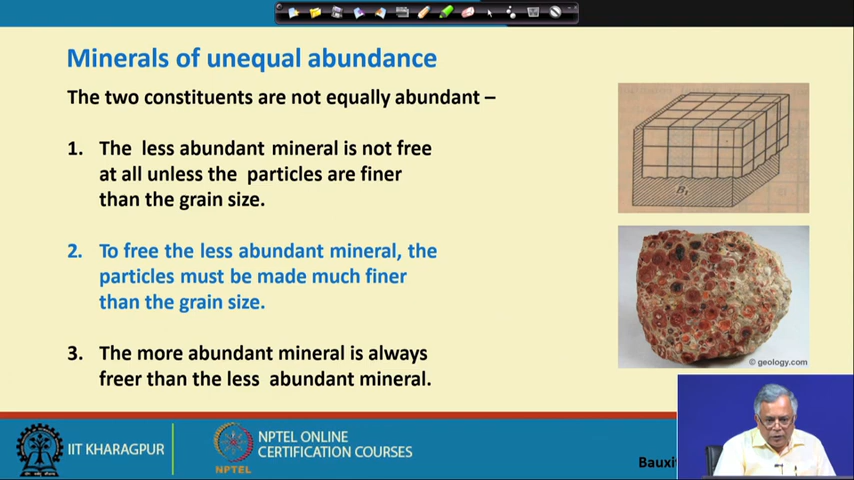 Minerals of unequal abundance
The two constituents are not equally abundant –
1. The less abundant mineral is not free
at all unless the particles are finer
than the grain size.
2. To free the less abundant mineral, the
particles must be made much finer
than the grain size.
3. The more abundant mineral is always
freer than the less abundant mineral.
© geology.com
IIT KHARAGPUR
NPTEL
NPTEL ONLINE
CERTIFICATION COURSES